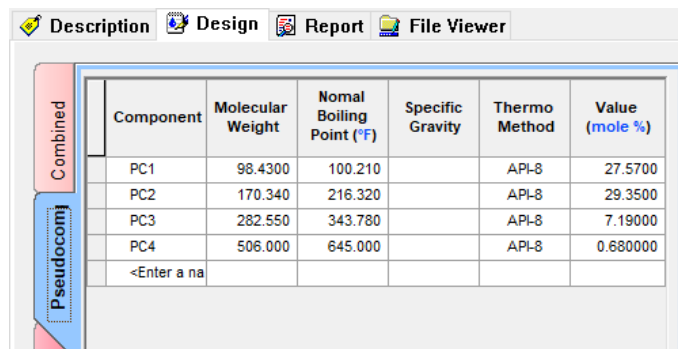 Description Design Report File Viewer
Combined
Pseudocom
Component Molecular Weight Nomal Boiling Point (°F) Specific Gravity Thermo Method Value (mole %)
PC1 98.4300 100.210 API-8 27.5700
PC2 170.340 216.320 API-8 29.3500
PC3 282.550 343.780 API-8 7.19000
PC4 506.000 645.000 API-8 0.680000
<Enter a na